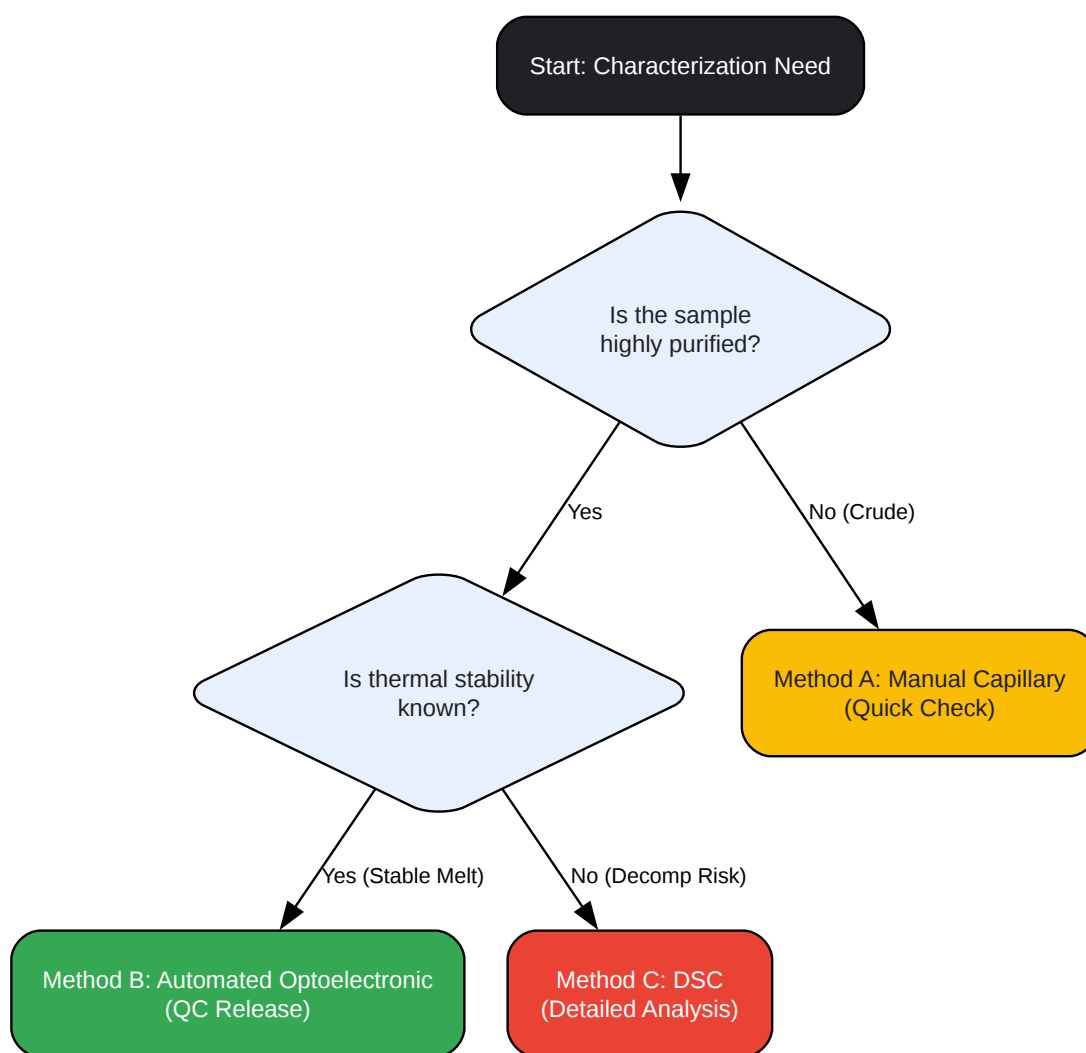 Start: Characterization Need
Is the sample
highly purified?
Yes
No (Crude)
Is thermal stability
known?
Method A: Manual Capillary
(Quick Check)
Yes (Stable Melt)
No (Decomp Risk)
Method B: Automated Optoelectronic
(QC Release)
Method C: DSC
(Detailed Analysis)